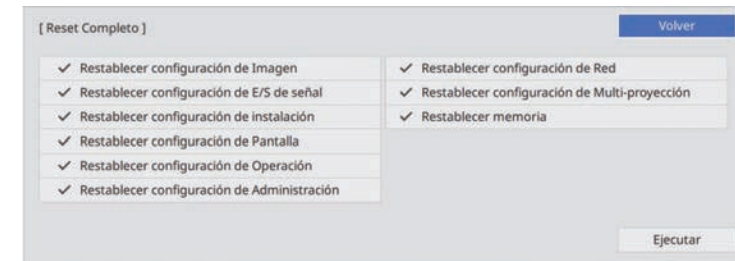 [ Reset Completo ]
Volver
Restablecer configuración de Imagen
Restablecer configuración de E/S de señal
Restablecer configuración de instalación
Restablecer configuración de Pantalla
Restablecer configuración de Operación
Restablecer configuración de Administración
Restablecer configuración de Red
Restablecer configuración de Multi-proyección
Restablecer memoria
Ejecutar